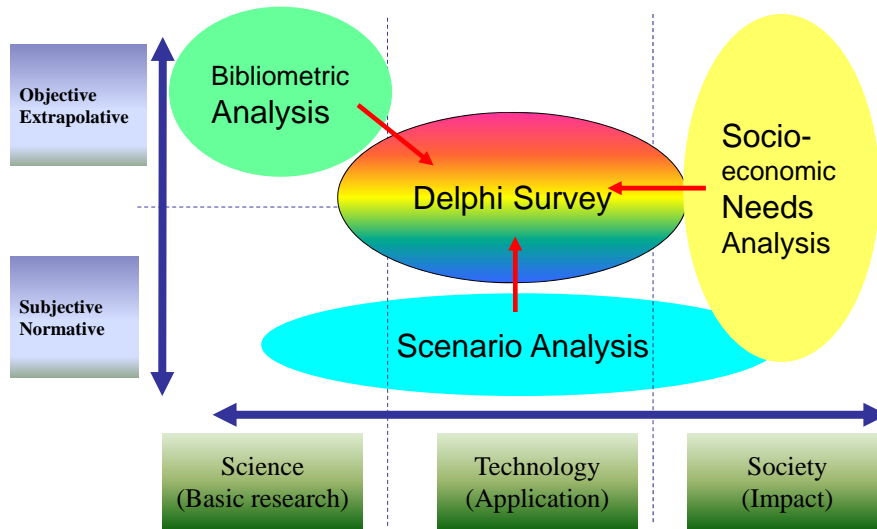 Objective
Extrapolative
Bibliometric
Analysis
Delphi Survey
Socio-
economic
Needs
Analysis
Subjective
Normative
Scenario Analysis
Science
(Basic research)
Technology
(Application)
Society
(Impact)